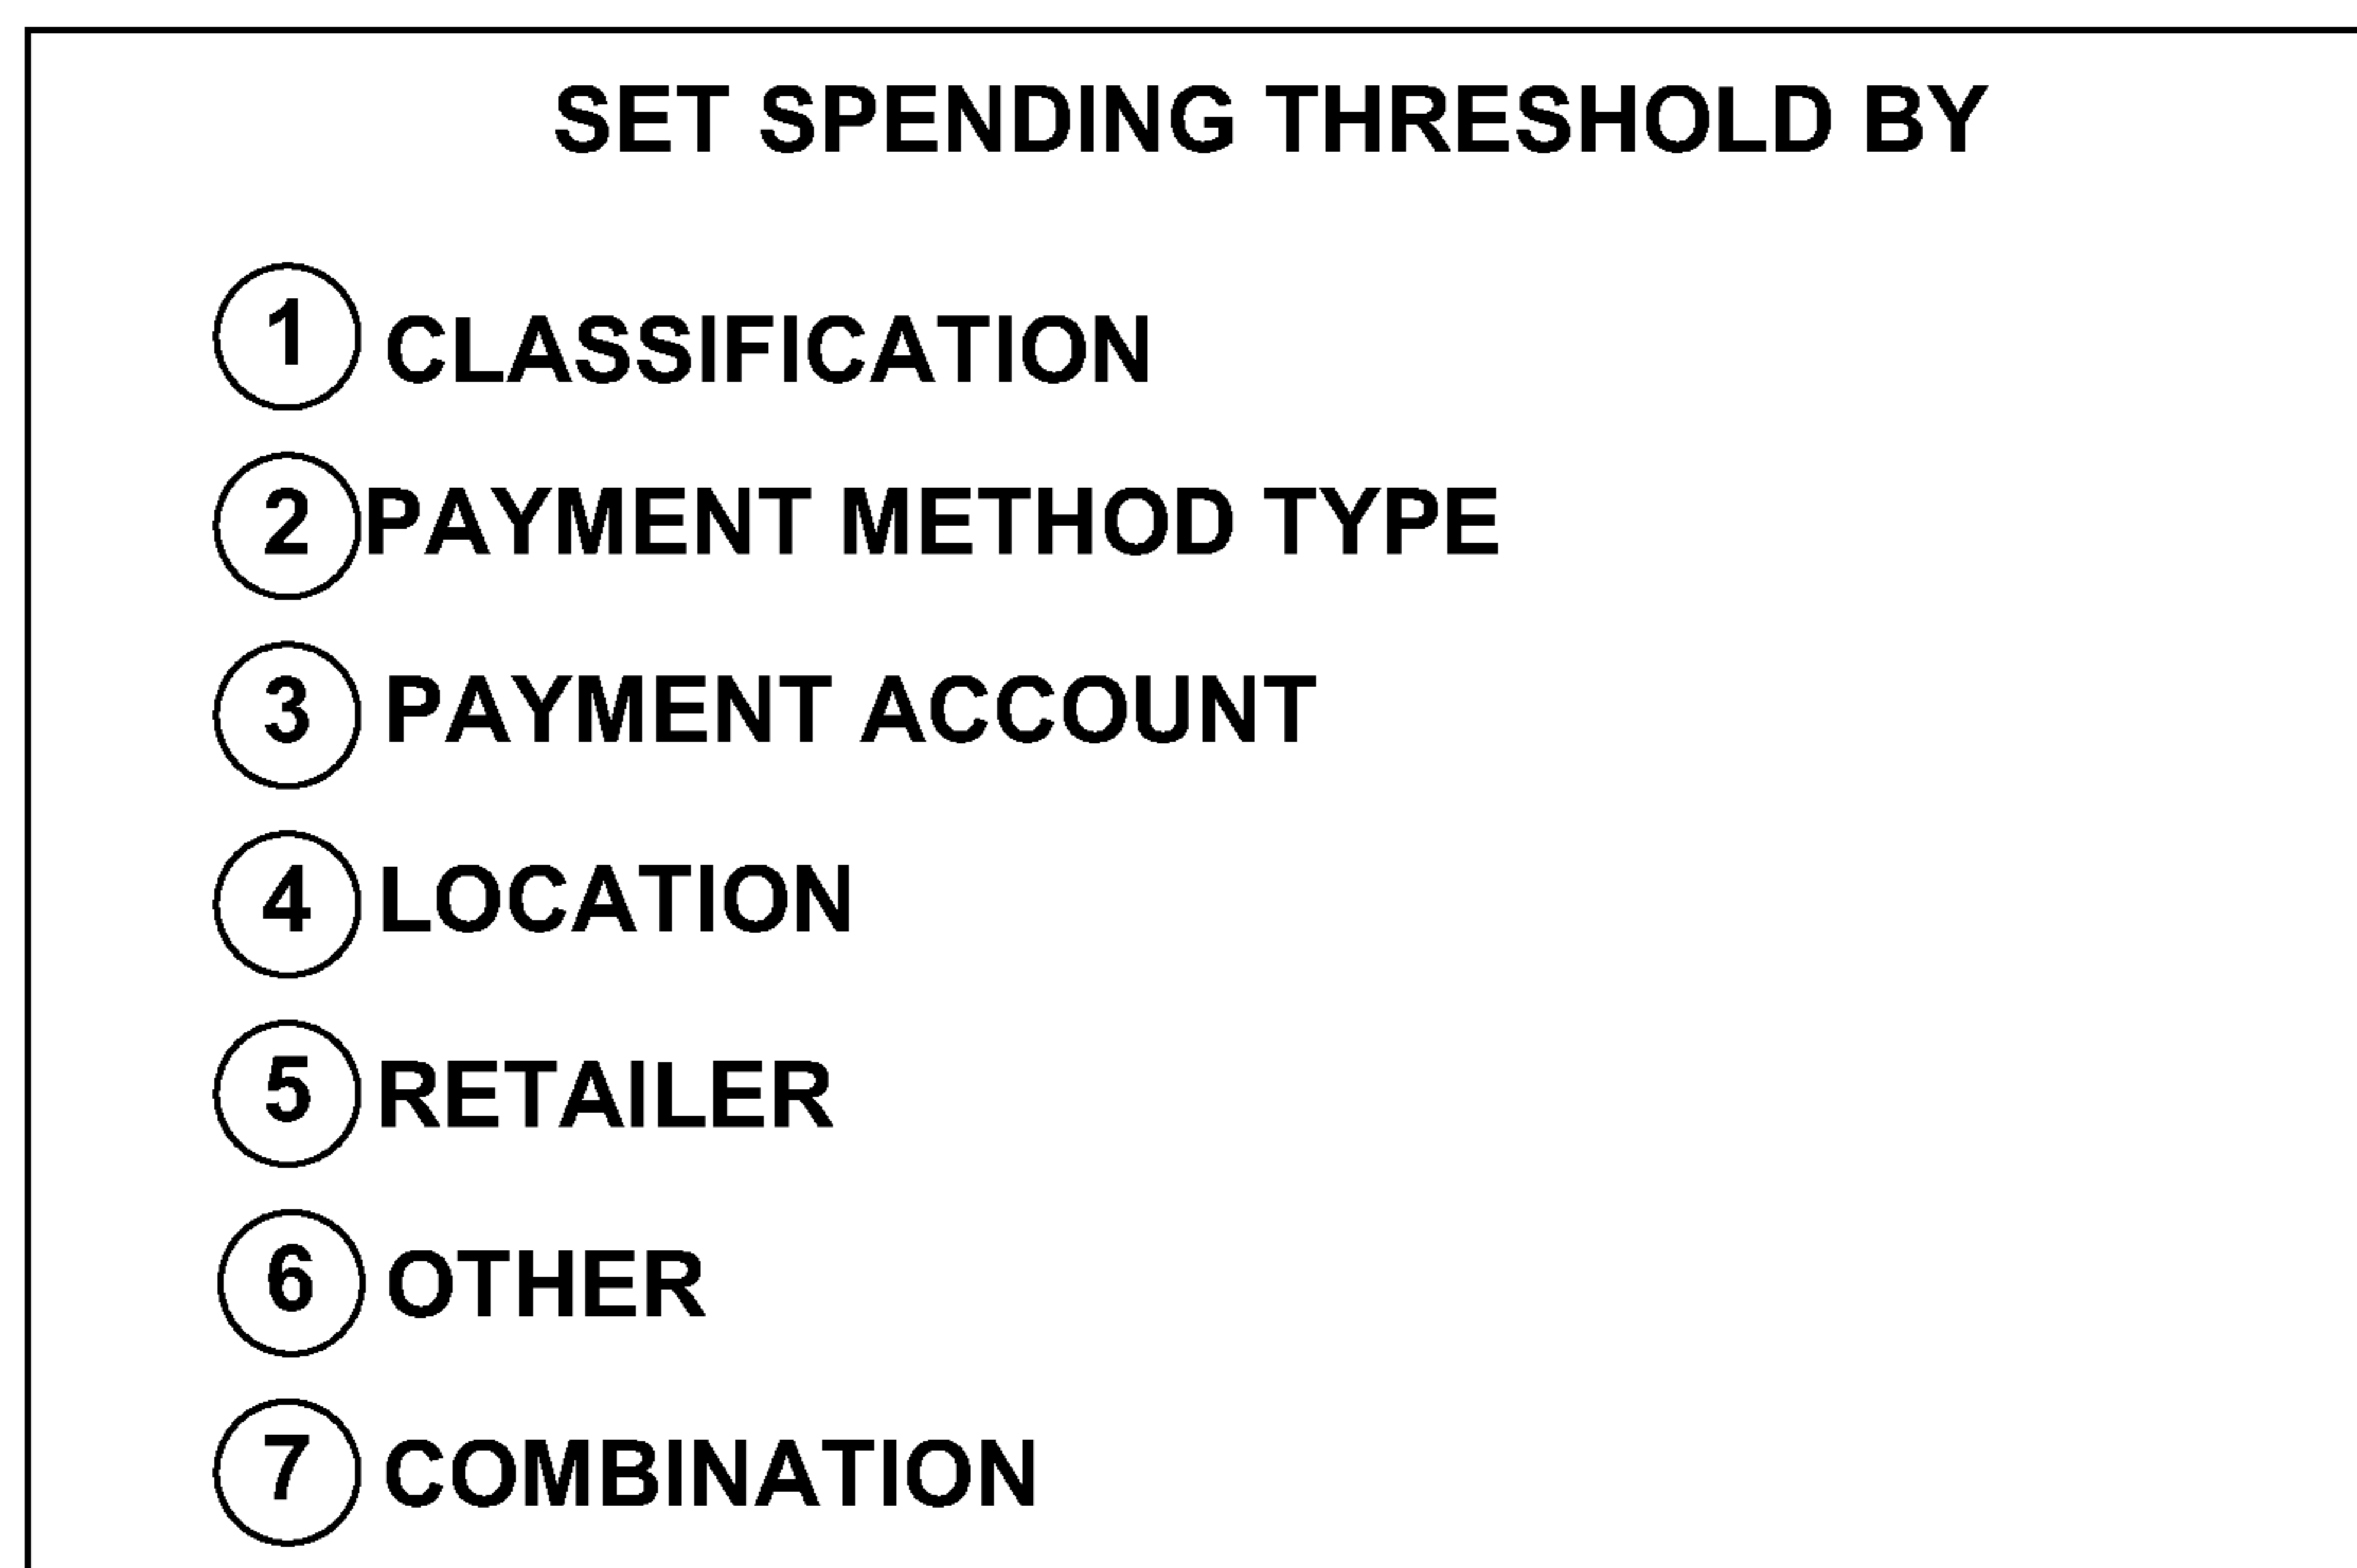 SET SPENDING THRESHOLD BY
1 CLASSIFICATION
2 PAYMENT METHOD TYPE
3 PAYMENT ACCOUNT
4 LOCATION
5 RETAILER
6 OTHER
7 COMBINATION